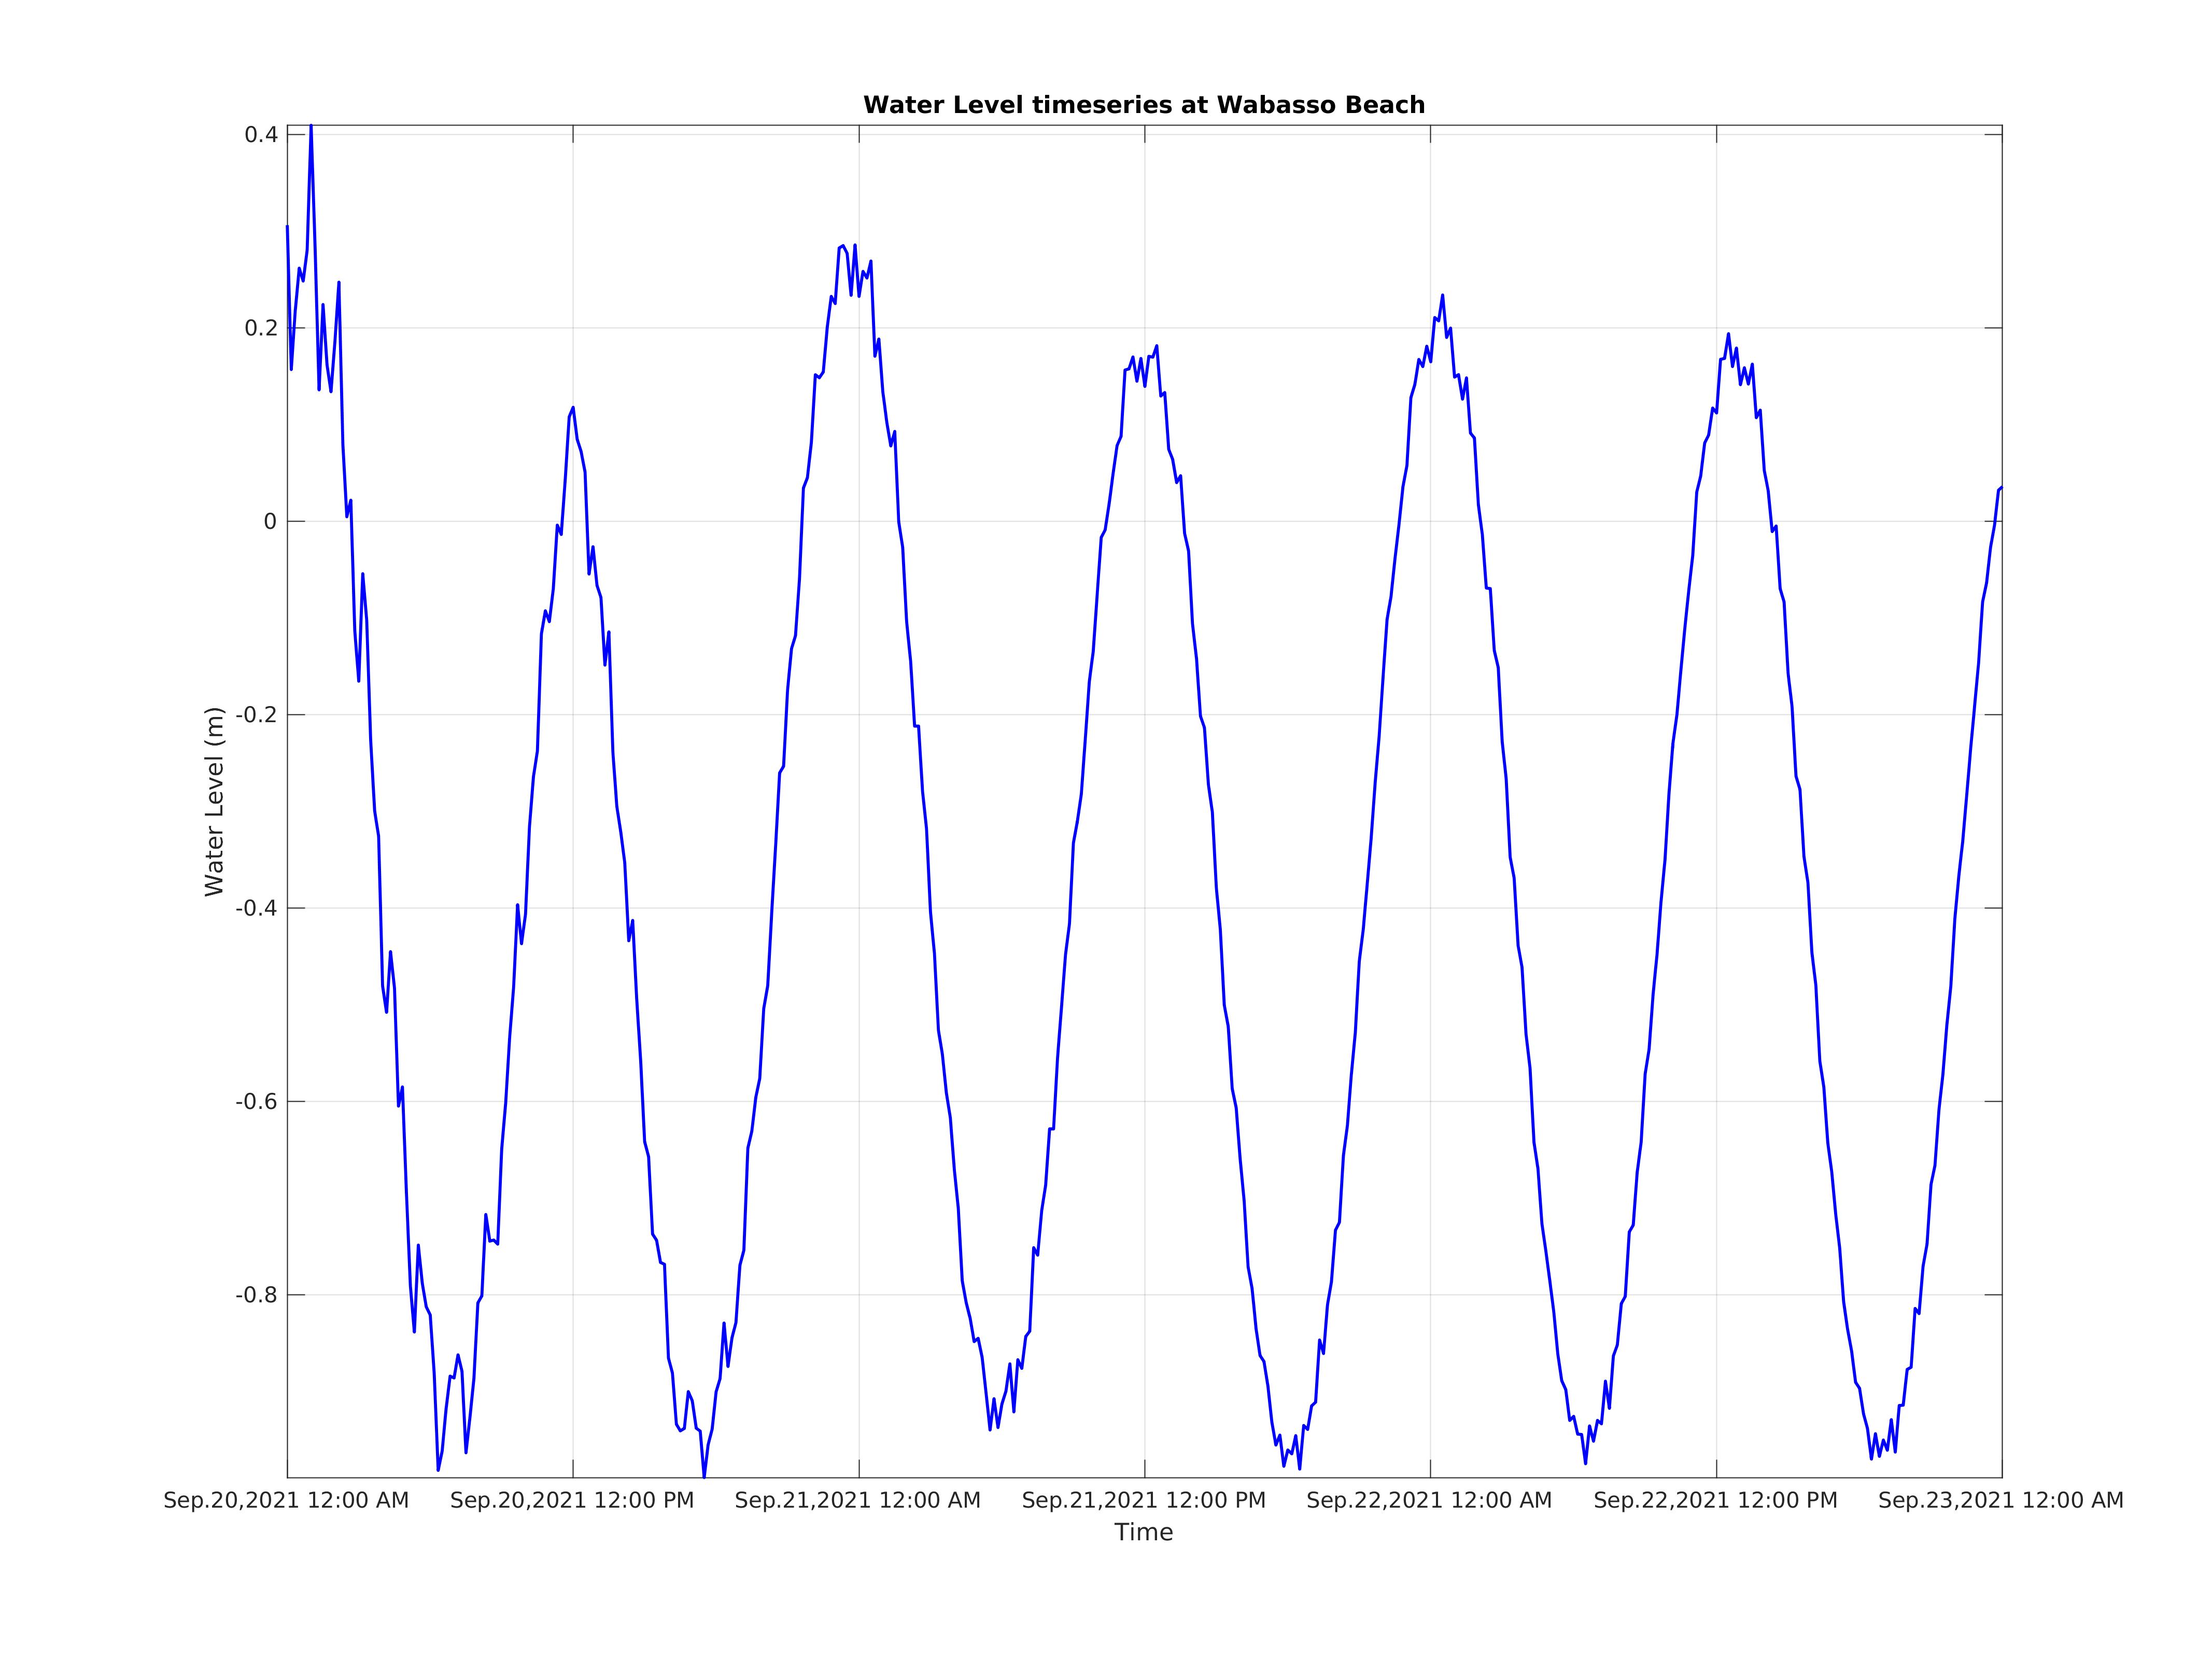 Water Level timeseries at Wabasso Beach
0.4
0.2
0
-0.2
-0.4
-0.6
-0.8
Water Level (m)
Sep.20,2021 12:00 AM
Sep.20,2021 12:00 PM
Sep.21,2021 12:00 AM
Sep.21,2021 12:00 PM
Sep.22,2021 12:00 AM
Sep.22,2021 12:00 PM
Sep.23,2021 12:00 AM
Time